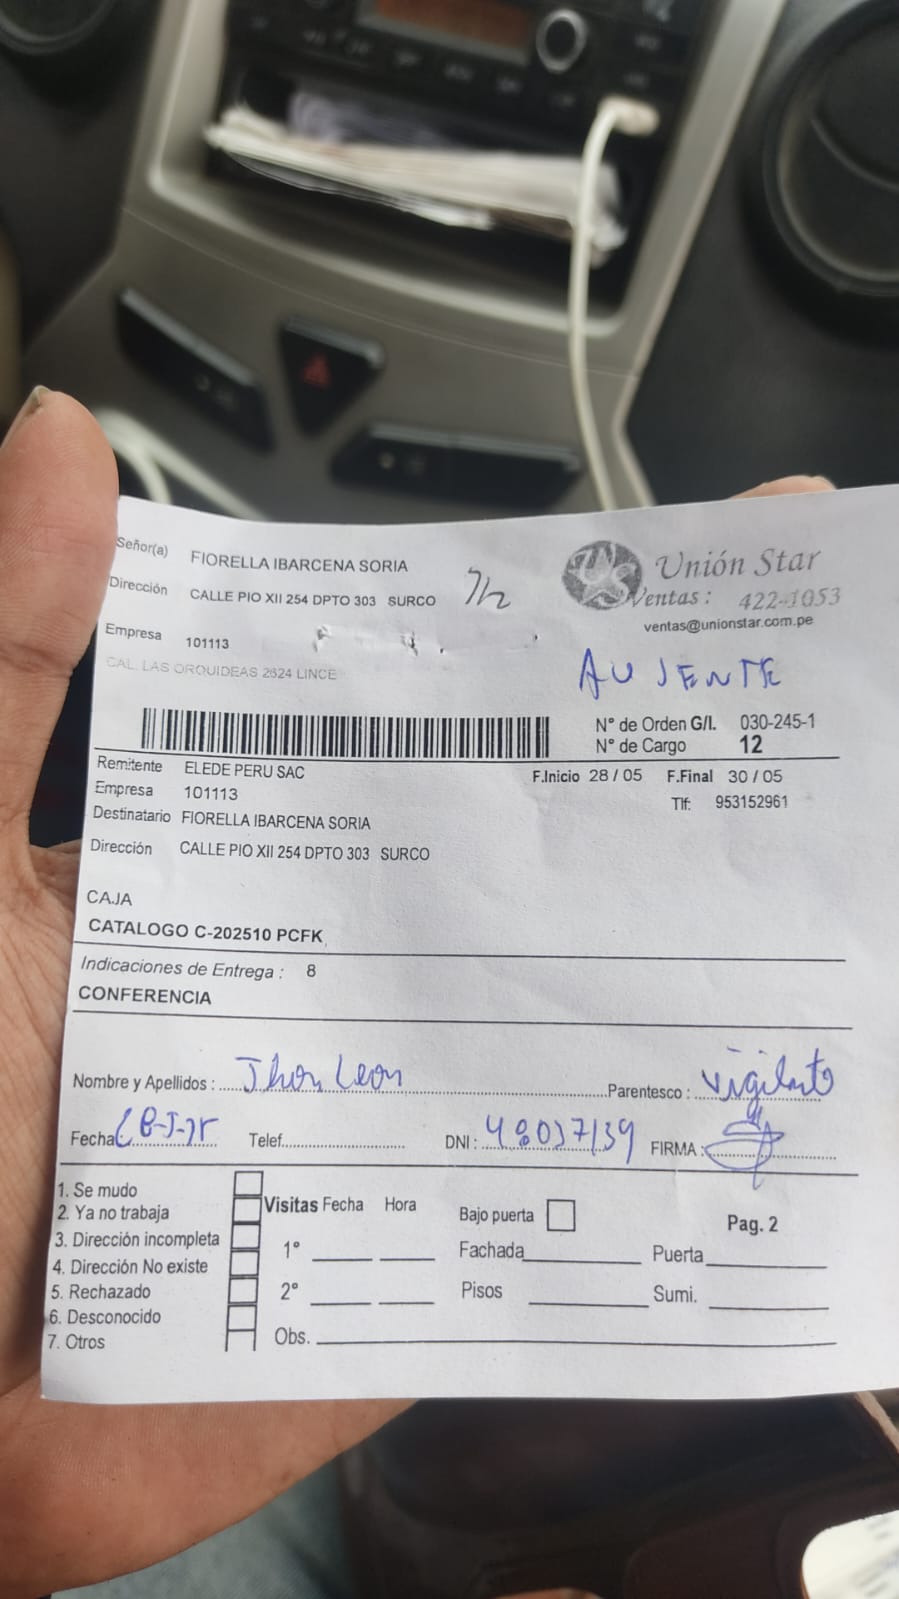 Señor(a) FIORELLA IBARCENA SORIA
Dirección CALLE PIO XII 254 DPTO 303 SURCO
Empresa 101113
CAL. LAS ORQUIDEAS 2624 LINCE
Unión Star
Ventas: 422-1053
ventas@unionstar.com.pe
AUSENTE
N° de Orden G/I. 030-245-1
N° de Cargo 12
Remitente ELEDE PERU SAC
F.Inicio 28 / 05 F.Final 30 / 05
Empresa 101113
Tlf: 953152961
Destinatario FIORELLA IBARCENA SORIA
Dirección CALLE PIO XII 254 DPTO 303 SURCO
CAJA
CATALOGO C-202510 PCFK
Indicaciones de Entrega : 8
CONFERENCIA
Nombre y Apellidos : Jhon Leon Parentesco : vigilante
Fecha Telef. DNI : 48037139 FIRMA :
1. Se mudo
2. Ya no trabaja
3. Dirección incompleta
4. Dirección No existe
5. Rechazado
6. Desconocido
7. Otros
Visitas Fecha Hora
1°
2°
Obs.
Bajo puerta
Pag. 2
Fachada Puerta
Pisos Sumi.